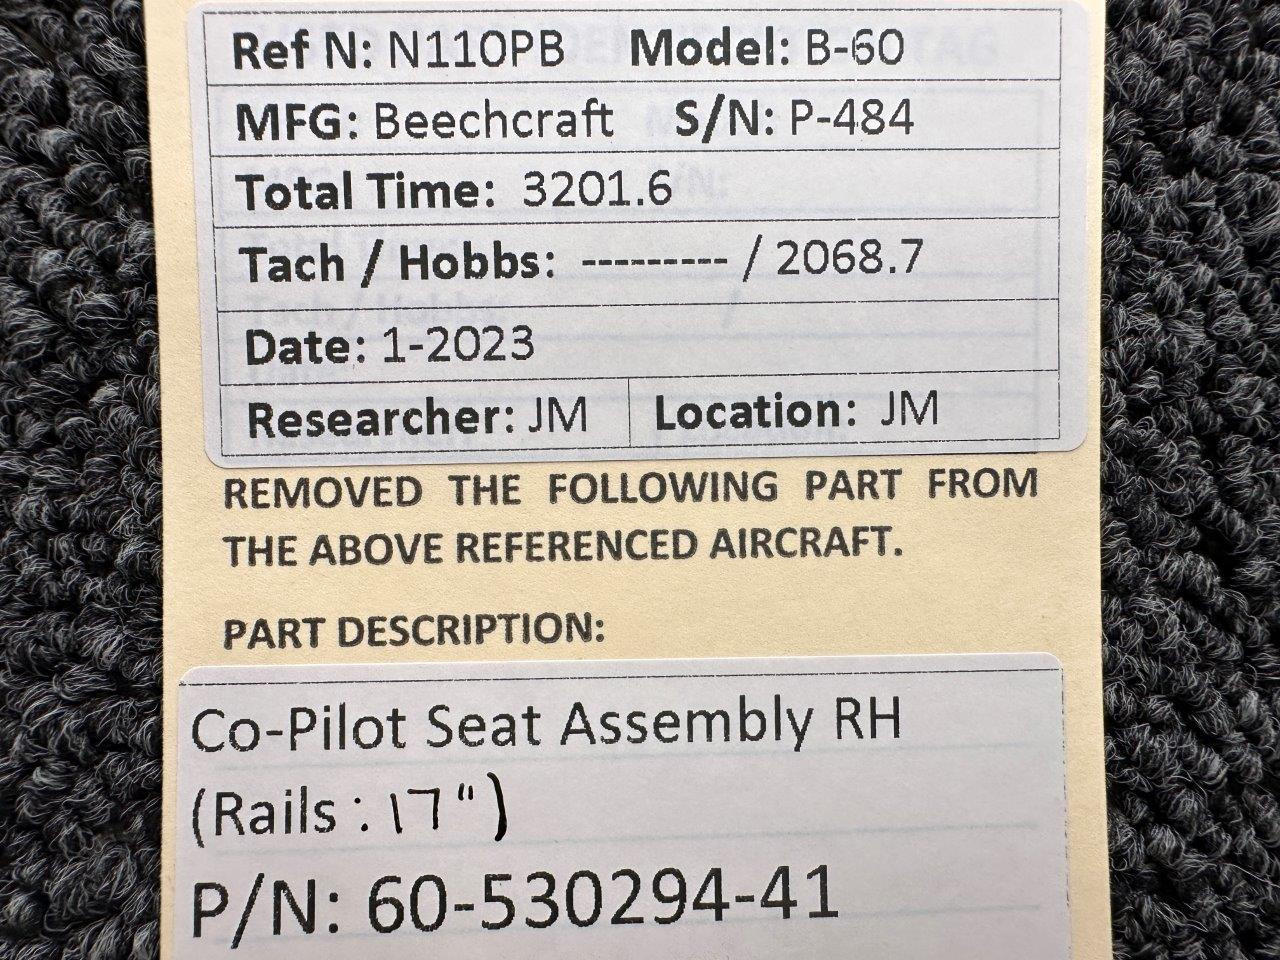 Ref N: N110PB Model: B-60
MFG: Beechcraft S/N: P-484
Total Time: 3201.6
Tach / Hobbs: --------- / 2068.7
Date: 1-2023
Researcher: JM Location: JM
REMOVED THE FOLLOWING PART FROM
THE ABOVE REFERENCED AIRCRAFT.
PART DESCRIPTION:
Co-Pilot Seat Assembly RH
(Rails : 17")
P/N: 60-530294-41